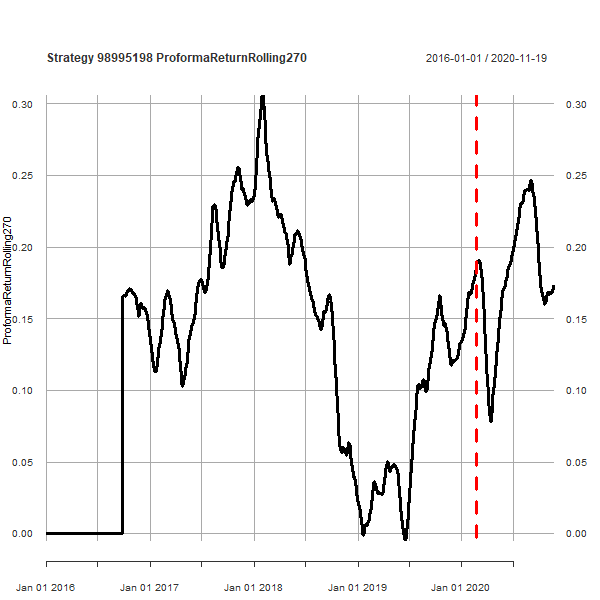 Strategy 98995198 ProformaReturnRolling270
2016-01-01 / 2020-11-19
0.30
0.30
0.25
0.25
0.20
0.20
0.15
0.15
0.10
0.10
0.05
0.05
0.00
0.00
ProformaReturnRolling270
Jan 01 2016
Jan 01 2017
Jan 01 2018
Jan 01 2019
Jan 01 2020